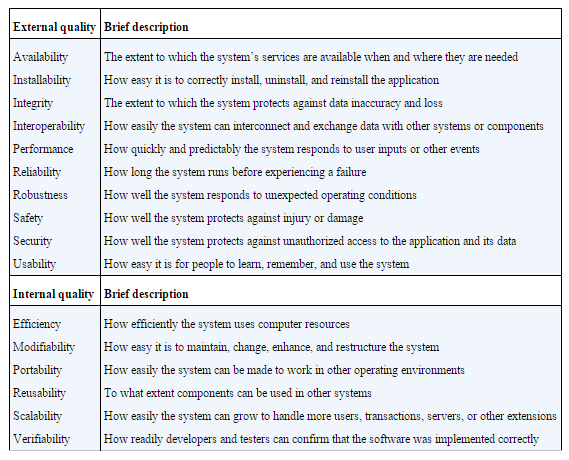 External quality Brief description
Availability The extent to which the system’s services are available when and where they are needed
Installability How easy it is to correctly install, uninstall, and reinstall the application
Integrity The extent to which the system protects against data inaccuracy and loss
Interoperability How easily the system can interconnect and exchange data with other systems or components
Performance How quickly and predictably the system responds to user inputs or other events
Reliability How long the system runs before experiencing a failure
Robustness How well the system responds to unexpected operating conditions
Safety How well the system protects against injury or damage
Security How well the system protects against unauthorized access to the application and its data
Usability How easy it is for people to learn, remember, and use the system
Internal quality Brief description
Efficiency How efficiently the system uses computer resources
Modifiability How easy it is to maintain, change, enhance, and restructure the system
Portability How easily the system can be made to work in other operating environments
Reusability To what extent components can be used in other systems
Scalability How easily the system can grow to handle more users, transactions, servers, or other extensions
Verifiability How readily developers and testers can confirm that the software was implemented correctly